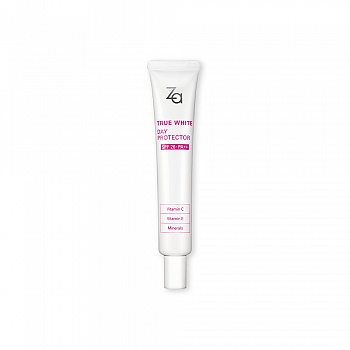 Za
TRUE WHITE
DAY
PROTECTOR
SPF 26 · PA++
Vitamin C
Vitamin E
Minerals